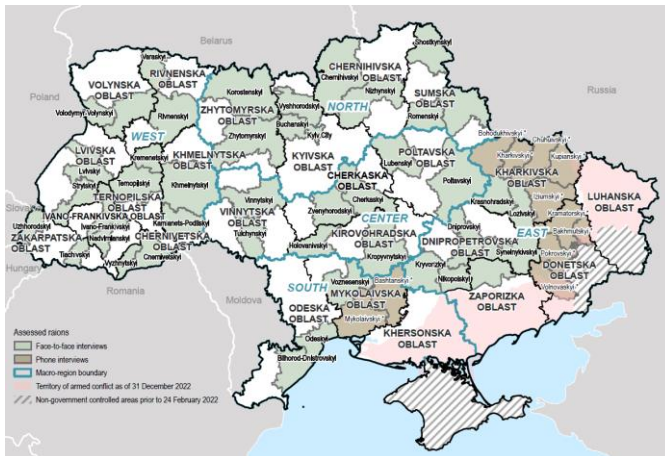 Belarus
Poland
Russia
Slovakia
Hungary
Romania
Moldova
VOLYNSKA
OBLAST
RIVNENSKA
OBLAST
Varaskyi
Volodymyr-Volynskyi
Rivnenskyi
WEST
LVIVSKA
OBLAST
Lvivskyi
Stryiskyi
Kremenetskyi
Ternopilskyi
TERNOPILSKA
OBLAST
KHMELNYTSKA
OBLAST
Khmelnytskyi
Kamianets-Podilskyi
IVANO-FRANKIVSKA OBLAST
Ivano-Frankivskyi
Nadvirnianskyi
Uzhhorodskyi
ZAKARPATSKA
OBLAST
Tiachivskyi
Vyzhnytskyi
CHERNIVETSKA
OBLAST
Chernivetskyi
ZHYTOMYRSKA
OBLAST
Korostenskyi
Zhytomyrskyi
Vyshhorodskyi
Buchanskyi
Kyiv City
KYIVSKA
OBLAST
NORTH
CHERNIHIVSKA
OBLAST
Chernihivskyi
Nizhynskyi
Shostkynskyi
SUMSKA
OBLAST
Romenskyi
POLTAVSKA
OBLAST
Lubenskyi
Poltavskyi
CHERKASKA
OBLAST
Cherkaskyi
Zvenyhorodskyi
CENTER
VINNYTSKA
OBLAST
Vinnytskyi
Tulchynskyi
KIROVOHRADSKA
OBLAST
Holovanivskyi
Kropyvnytskyi
Bohodukhivskyi*
Chuhuivskyi*
Kharkivskyi*
Kupianskyi*
KHARKIVSKA
OBLAST
Iziumskyi*
Krasnohradskyi
Lozivskyi
LUHANSKA
OBLAST
Kramatorskyi*
Bakhmutskyi*
Pokrovskyi*
DONETSKA
OBLAST
Volnovaskyi*
EAST
DNIPROPETROVSKA
OBLAST
Dniprovskyi
Synelnykivskyi
Kryvorizkyi
Nikopolskyi
ZAPORIZKA
OBLAST
KHERSONSKA
OBLAST
SOUTH
Voznesenskyi
Bashtanskyi*
MYKOLAIVSKA
OBLAST
Mykolaivskyi*
ODESKA
OBLAST
Odeskyi
Bilhorod-Dnistrovskyi
Assessed raions
Face-to-face interviews
Phone interviews
Macro-region boundary
Territory of armed conflict as of 31 December 2022
Non-government controlled areas prior to 24 February 2022